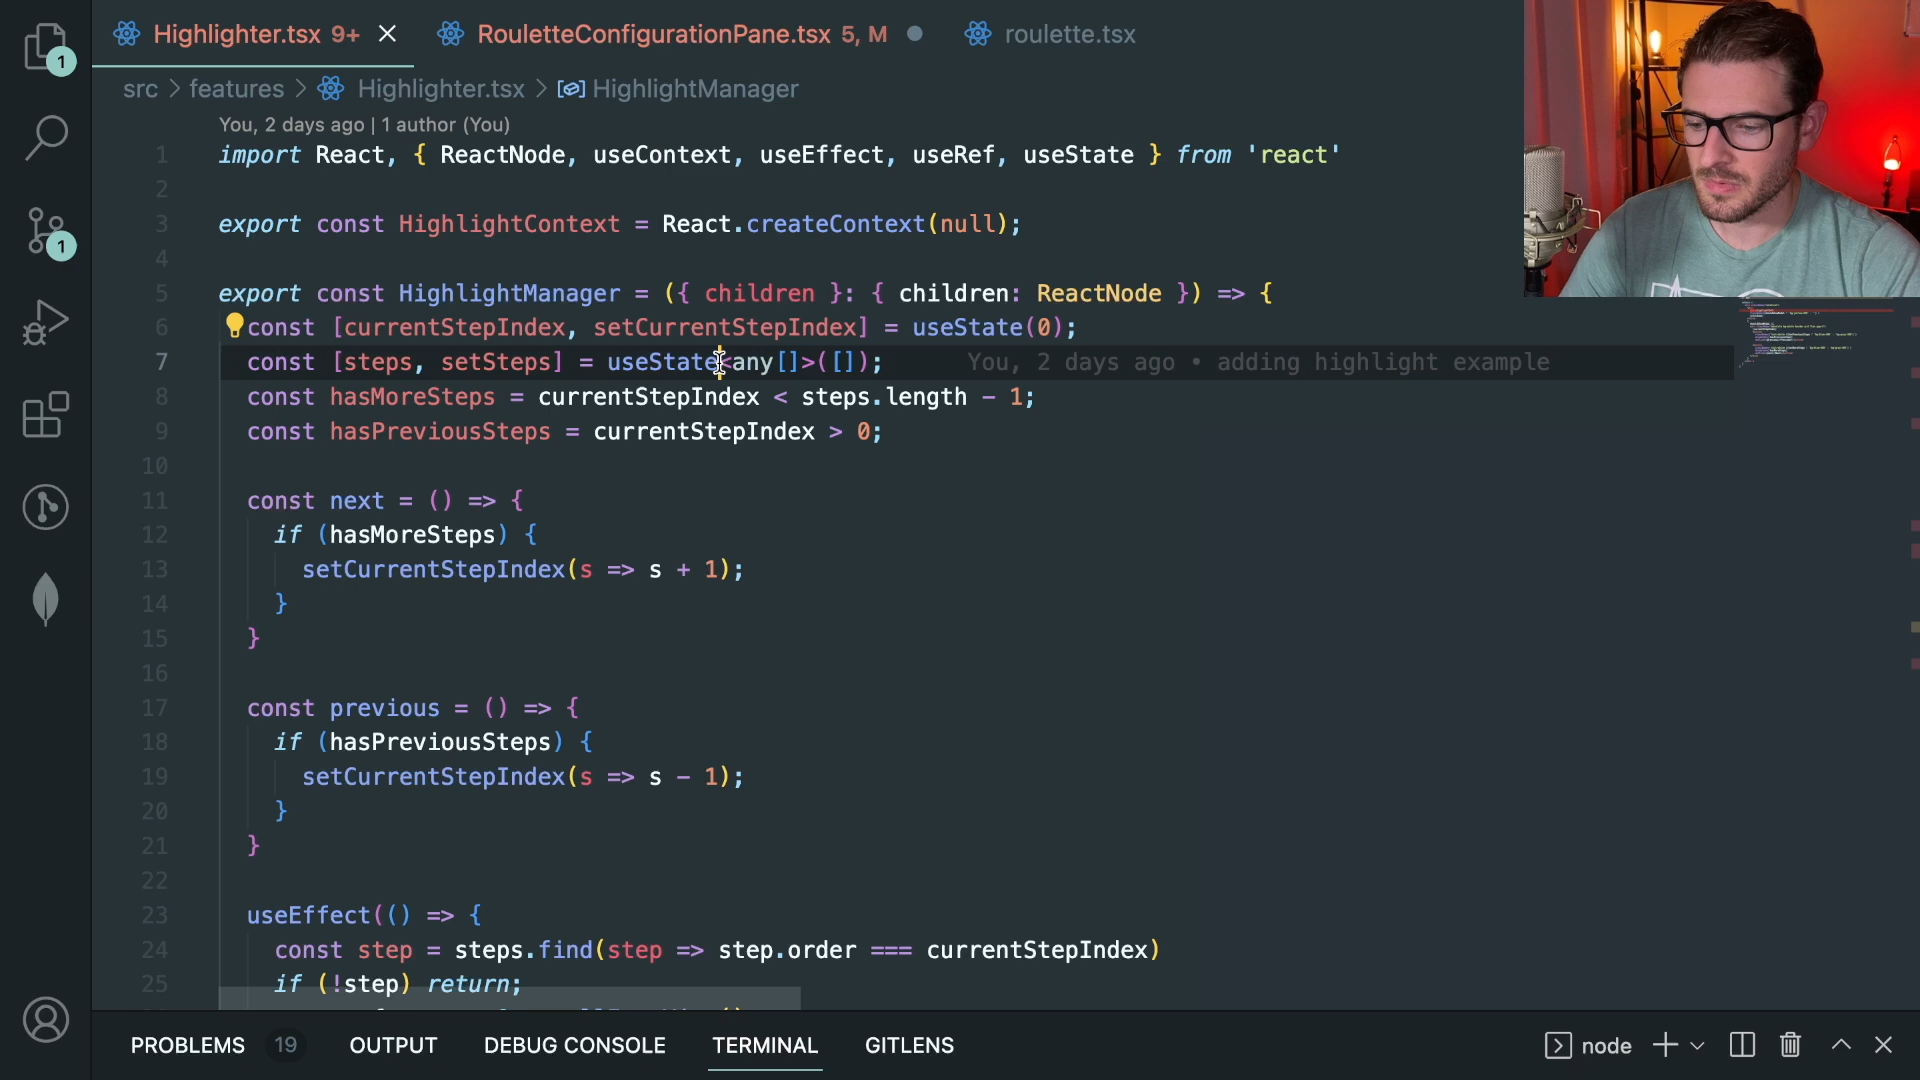 Highlighter.tsx 9+
RouletteConfigurationPane.tsx 5, M
roulette.tsx
src > features > Highlighter.tsx > HighlightManager
You, 2 days ago | 1 author (You)
1 import React, { ReactNode, useContext, useEffect, useRef, useState } from 'react'
2
3 export const HighlightContext = React.createContext(null);
4
5 export const HighlightManager = ({ children }: { children: ReactNode }) => {
6 const [currentStepIndex, setCurrentStepIndex] = useState(0);
7 const [steps, setSteps] = useState<any[]>([]); You, 2 days ago • adding highlight example
8 const hasMoreSteps = currentStepIndex < steps.length - 1;
9 const hasPreviousSteps = currentStepIndex > 0;
10
11 const next = () => {
12 if (hasMoreSteps) {
13 setCurrentStepIndex(s => s + 1);
14 }
15 }
16
17 const previous = () => {
18 if (hasPreviousSteps) {
19 setCurrentStepIndex(s => s - 1);
20 }
21 }
22
23 useEffect(() => {
24 const step = steps.find(step => step.order === currentStepIndex)
25 if (!step) return;
PROBLEMS 19 OUTPUT DEBUG CONSOLE TERMINAL GITLENS node
1
1